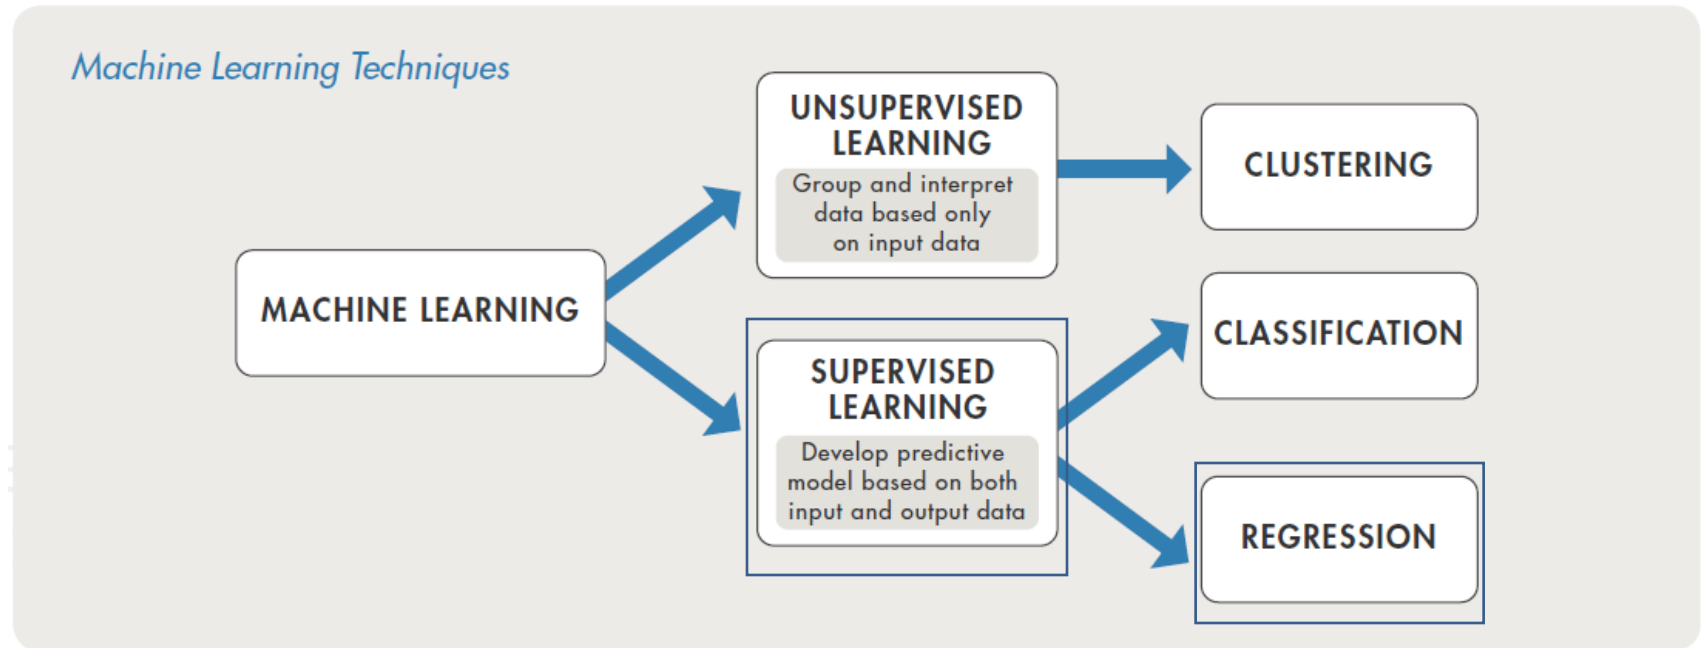 Machine Learning Techniques
MACHINE LEARNING
UNSUPERVISED
LEARNING
Group and interpret
data based only
on input data
SUPERVISED
LEARNING
Develop predictive
model based on both
input and output data
CLUSTERING
CLASSIFICATION
REGRESSION